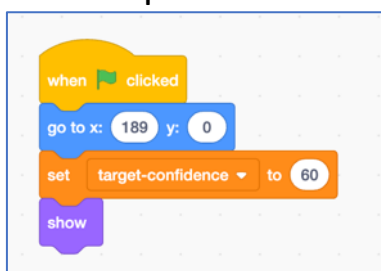 when clicked
go to x: 189 y: 0
set target-confidence to 60
show